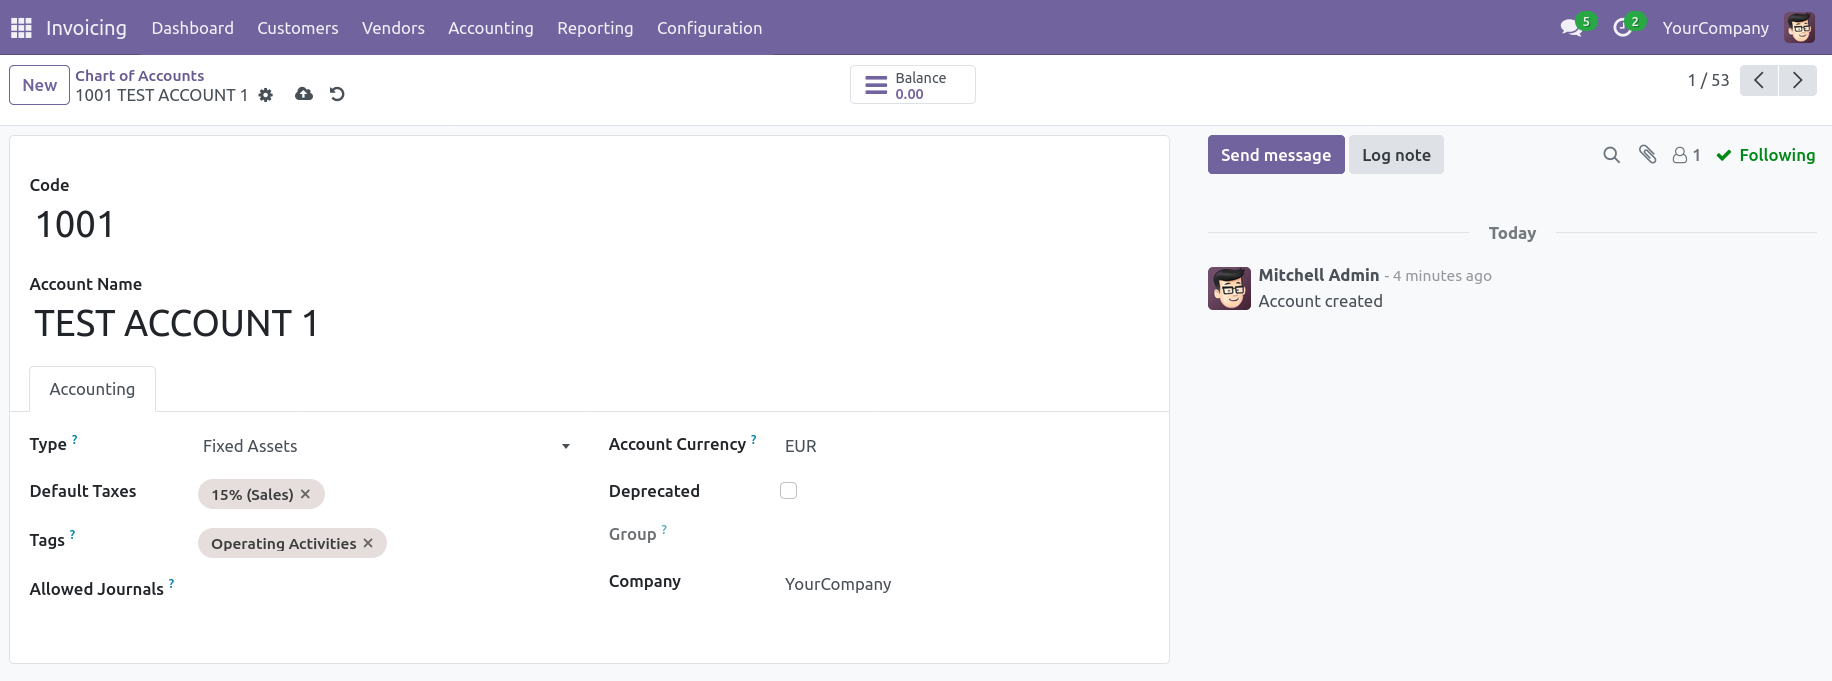 Invoicing Dashboard Customers Vendors Accounting Reporting Configuration 5 2 YourCompany
New Chart of Accounts
1001 TEST ACCOUNT 1
Balance
0.00
1 / 53
Code
1001
Account Name
TEST ACCOUNT 1
Accounting
Type ? Fixed Assets
Default Taxes 15% (Sales) ×
Tags ? Operating Activities ×
Allowed Journals ?
Account Currency ? EUR
Deprecated
Group ?
Company YourCompany
Send message Log note 1 Following
Today
Mitchell Admin - 4 minutes ago
Account created